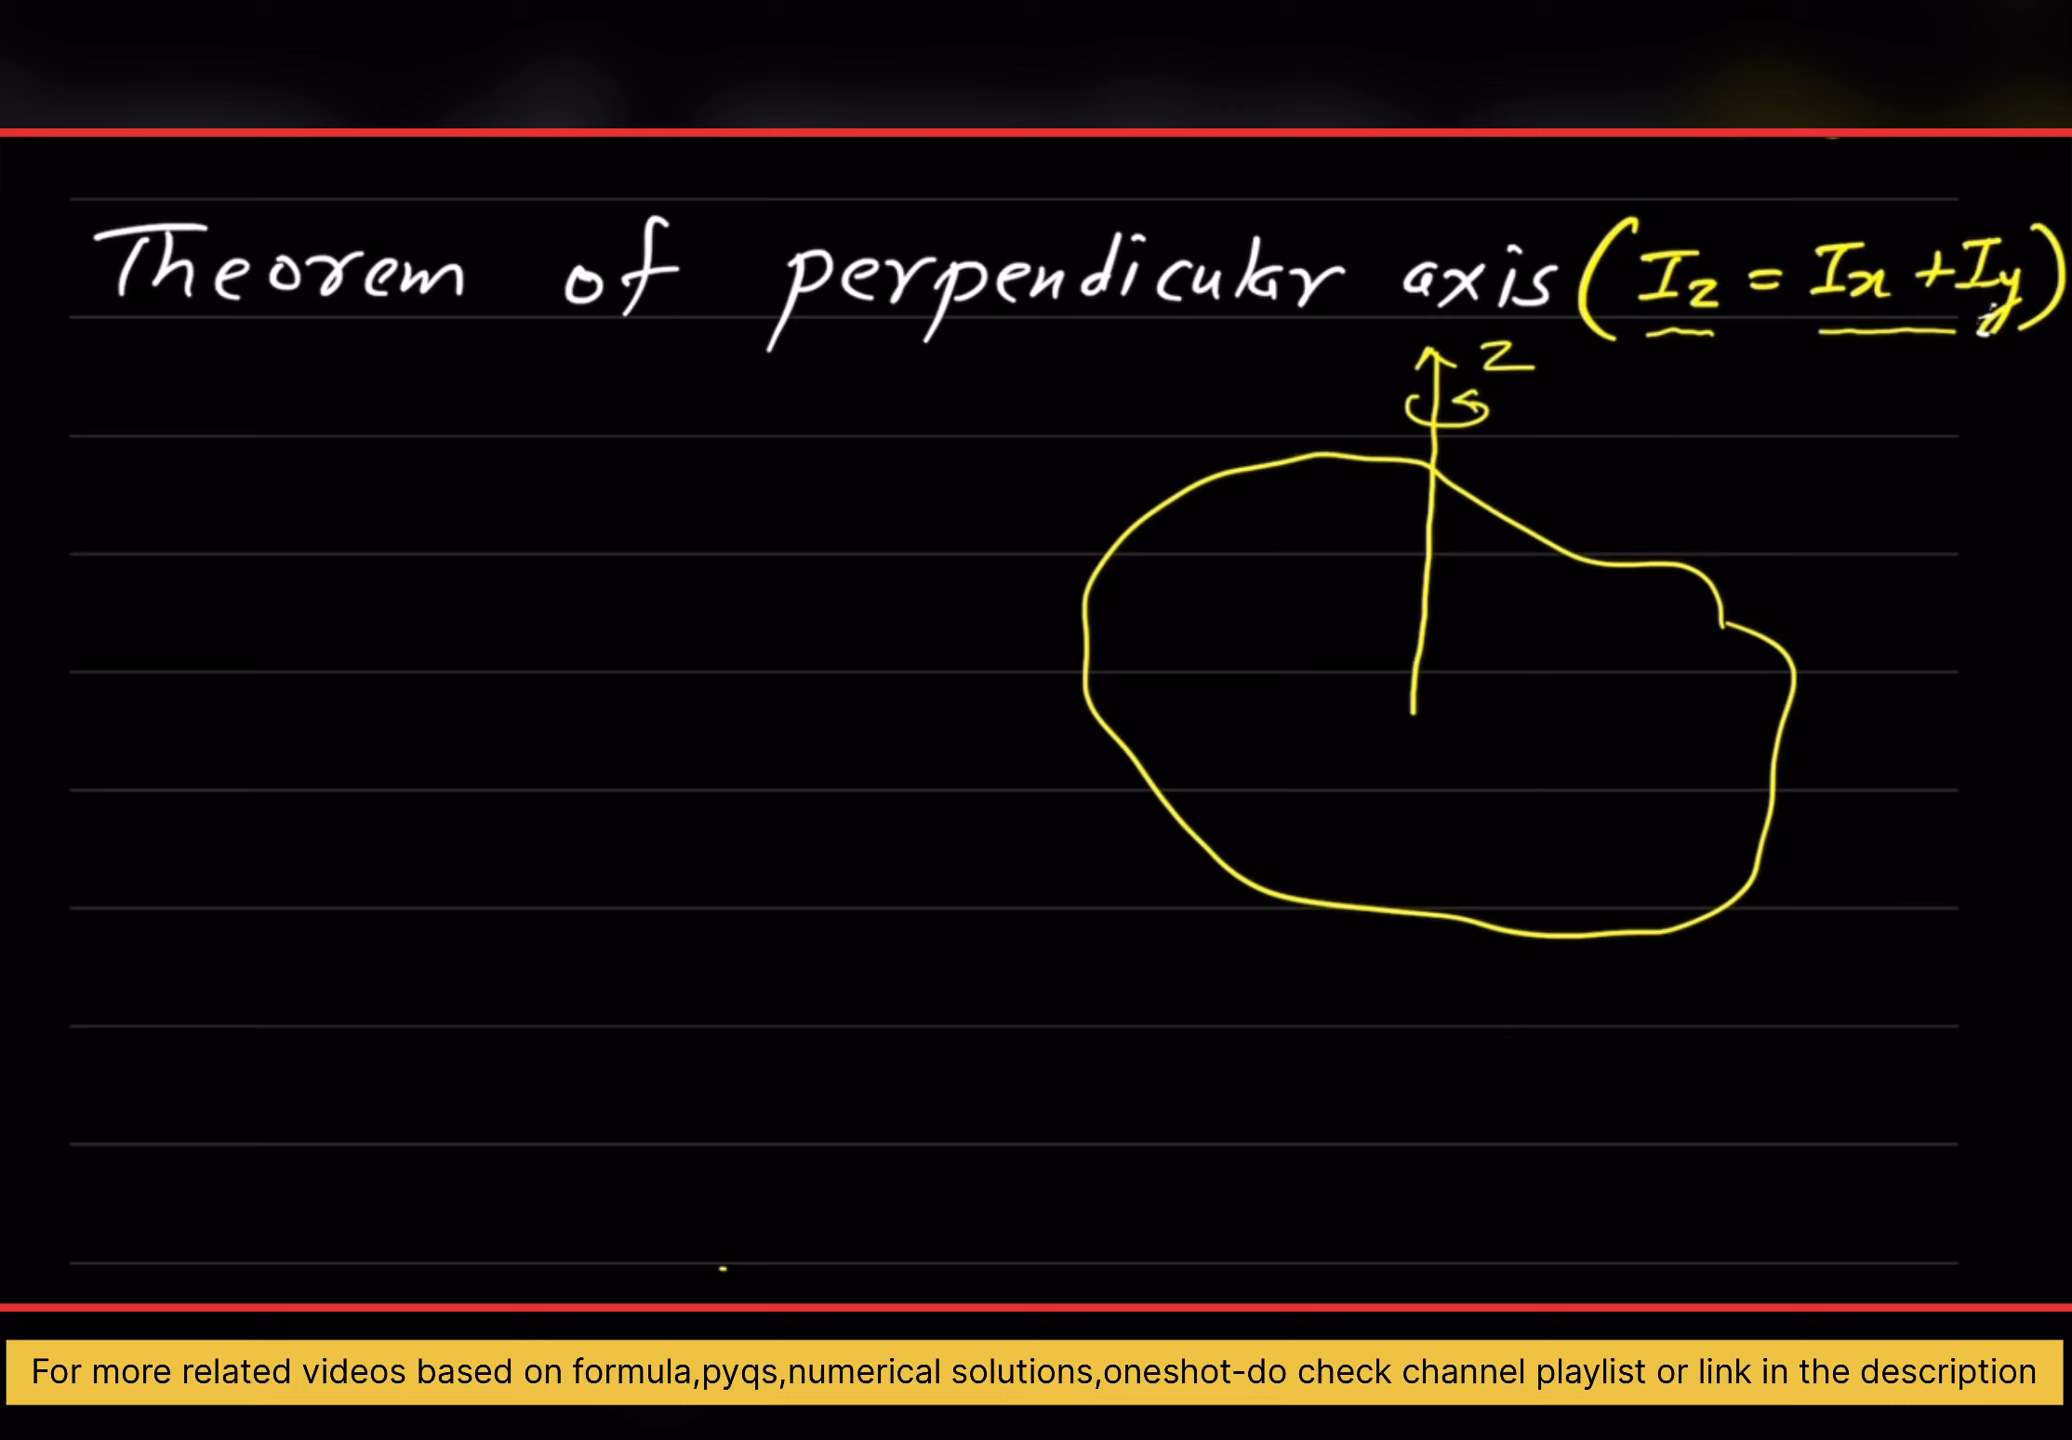 Theorem of perpendicular axis (Iz = Ix + Iy)
z
For more related videos based on formula,pyqs,numerical solutions,oneshot-do check channel playlist or link in the description